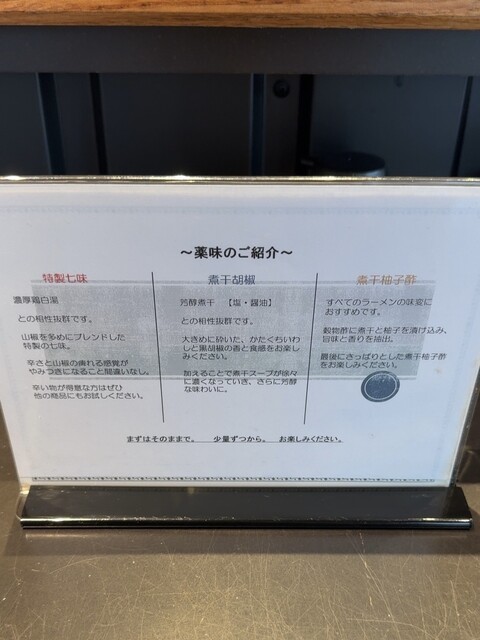 ～薬味のご紹介～
特製七味
濃厚鶏白湯
との相性抜群です。
山椒を多めにブレンドした
特製の七味。
辛さと山椒の痺れる感覚が
やみつきになること間違いなし。
辛い物が得意な方はぜひ
他の商品にもお試しください。
煮干胡椒
芳醇煮干　【塩・醤油】
との相性抜群です。
大きめに砕いた、かたくちいわ
しと黒胡椒の香と食感をお楽し
みください。
加えることで煮干スープが徐々
に濃くなっていき、さらに芳醇
な味わいに。
煮干柚子酢
すべてのラーメンの味変に
おすすめです。
穀物酢に煮干と柚子を漬け込み、
旨味と香りを抽出。
最後にさっぱりとした煮干柚子酢
をお楽しみください。
まずはそのままで。　少量ずつから。　お楽しみください。